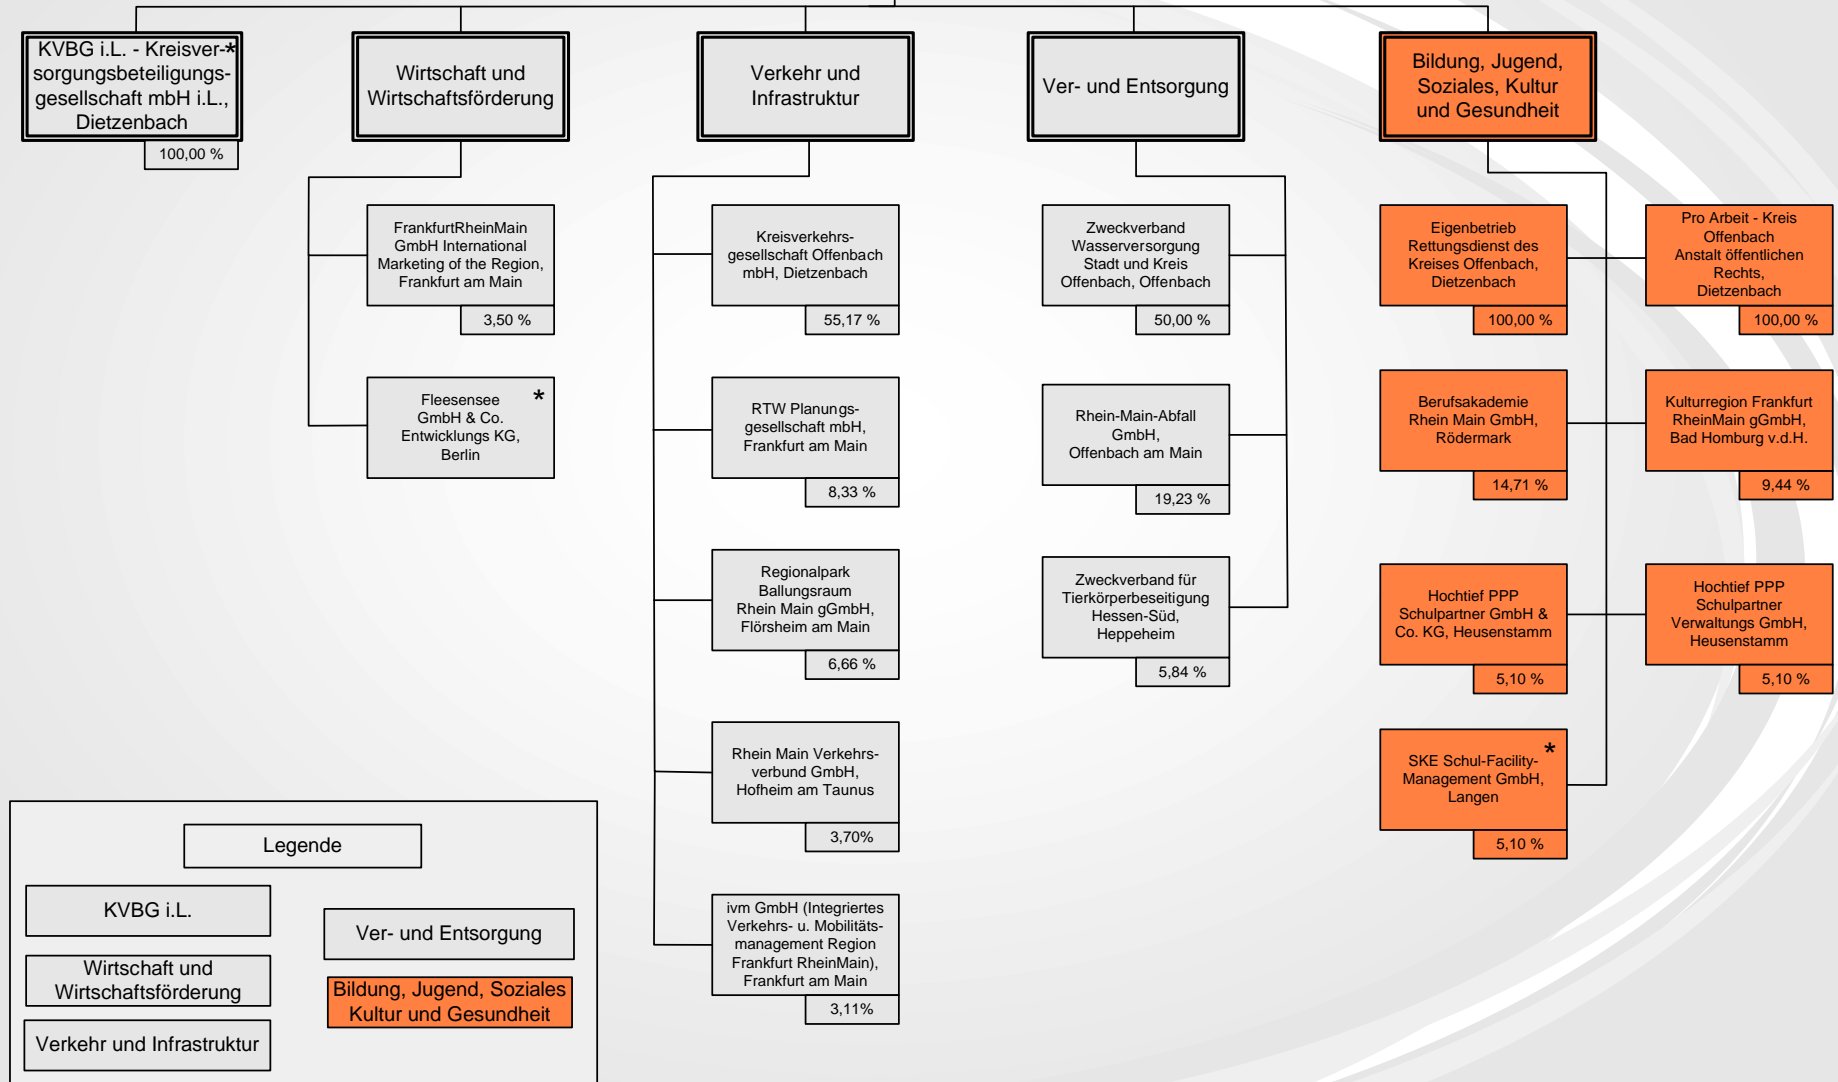 KVBG i.L. - Kreisver-*
sorgungsbeteiligungs-
gesellschaft mbH i.L.,
Dietzenbach
100,00 %
Wirtschaft und
Wirtschaftsförderung
FrankfurtRheinMain
GmbH International
Marketing of the Region,
Frankfurt am Main
3,50 %
Fleesensee *
GmbH & Co.
Entwicklungs KG,
Berlin
Verkehr und
Infrastruktur
Kreisverkehrs-
gesellschaft Offenbach
mbH, Dietzenbach
55,17 %
RTW Planungs-
gesellschaft mbH,
Frankfurt am Main
8,33 %
Regionalpark
Ballungsraum
Rhein Main gGmbH,
Flörsheim am Main
6,66 %
Rhein Main Verkehrs-
verbund GmbH,
Hofheim am Taunus
3,70%
ivm GmbH (Integriertes
Verkehrs- u. Mobilitäts-
management Region
Frankfurt RheinMain),
Frankfurt am Main
3,11%
Ver- und Entsorgung
Zweckverband
Wasserversorgung
Stadt und Kreis
Offenbach, Offenbach
50,00 %
Rhein-Main-Abfall
GmbH,
Offenbach am Main
19,23 %
Zweckverband für
Tierkörperbeseitigung
Hessen-Süd,
Heppeheim
5,84 %
Bildung, Jugend,
Soziales, Kultur
und Gesundheit
Eigenbetrieb
Rettungsdienst des
Kreises Offenbach,
Dietzenbach
100,00 %
Pro Arbeit - Kreis
Offenbach
Anstalt öffentlichen
Rechts,
Dietzenbach
100,00 %
Berufsakademie
Rhein Main GmbH,
Rödermark
14,71 %
Kulturregion Frankfurt
RheinMain gGmbH,
Bad Homburg v.d.H.
9,44 %
Hochtief PPP
Schulpartner GmbH &
Co. KG, Heusenstamm
5,10 %
Hochtief PPP
Schulpartner
Verwaltungs GmbH,
Heusenstamm
5,10 %
*
SKE Schul-Facility-
Management GmbH,
Langen
5,10 %
Legende
KVBG i.L.
Wirtschaft und
Wirtschaftsförderung
Verkehr und Infrastruktur
Ver- und Entsorgung
Bildung, Jugend, Soziales
Kultur und Gesundheit